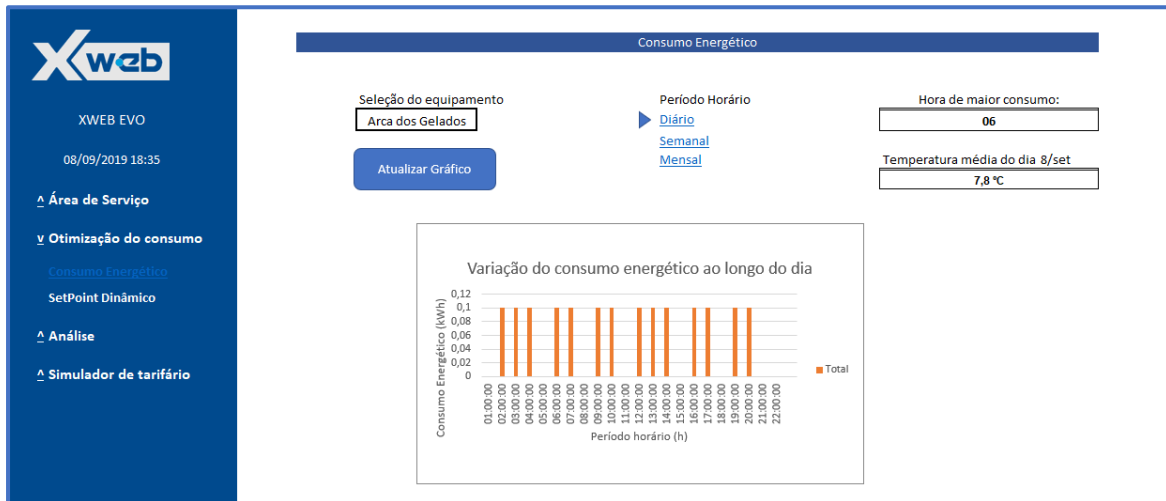 Xweb
XWEB EVO
08/09/2019 18:35
^ Área de Serviço
v Otimização do consumo
Consumo Energético
SetPoint Dinâmico
^ Análise
^ Simulador de tarifário
Consumo Energético
Seleção do equipamento
Arca dos Gelados
Atualizar Gráfico
Período Horário
Diário
Semanal
Mensal
Hora de maior consumo:
06
Temperatura média do dia 8/set
7,8 ºC
Variação do consumo energético ao longo do dia
Consumo Energético (kWh)
0,12
0,1
0,08
0,06
0,04
0,02
0
01:00:00
02:00:00
03:00:00
04:00:00
05:00:00
06:00:00
07:00:00
08:00:00
09:00:00
10:00:00
11:00:00
12:00:00
13:00:00
14:00:00
15:00:00
16:00:00
17:00:00
18:00:00
19:00:00
20:00:00
21:00:00
22:00:00
Período horário (h)
Total